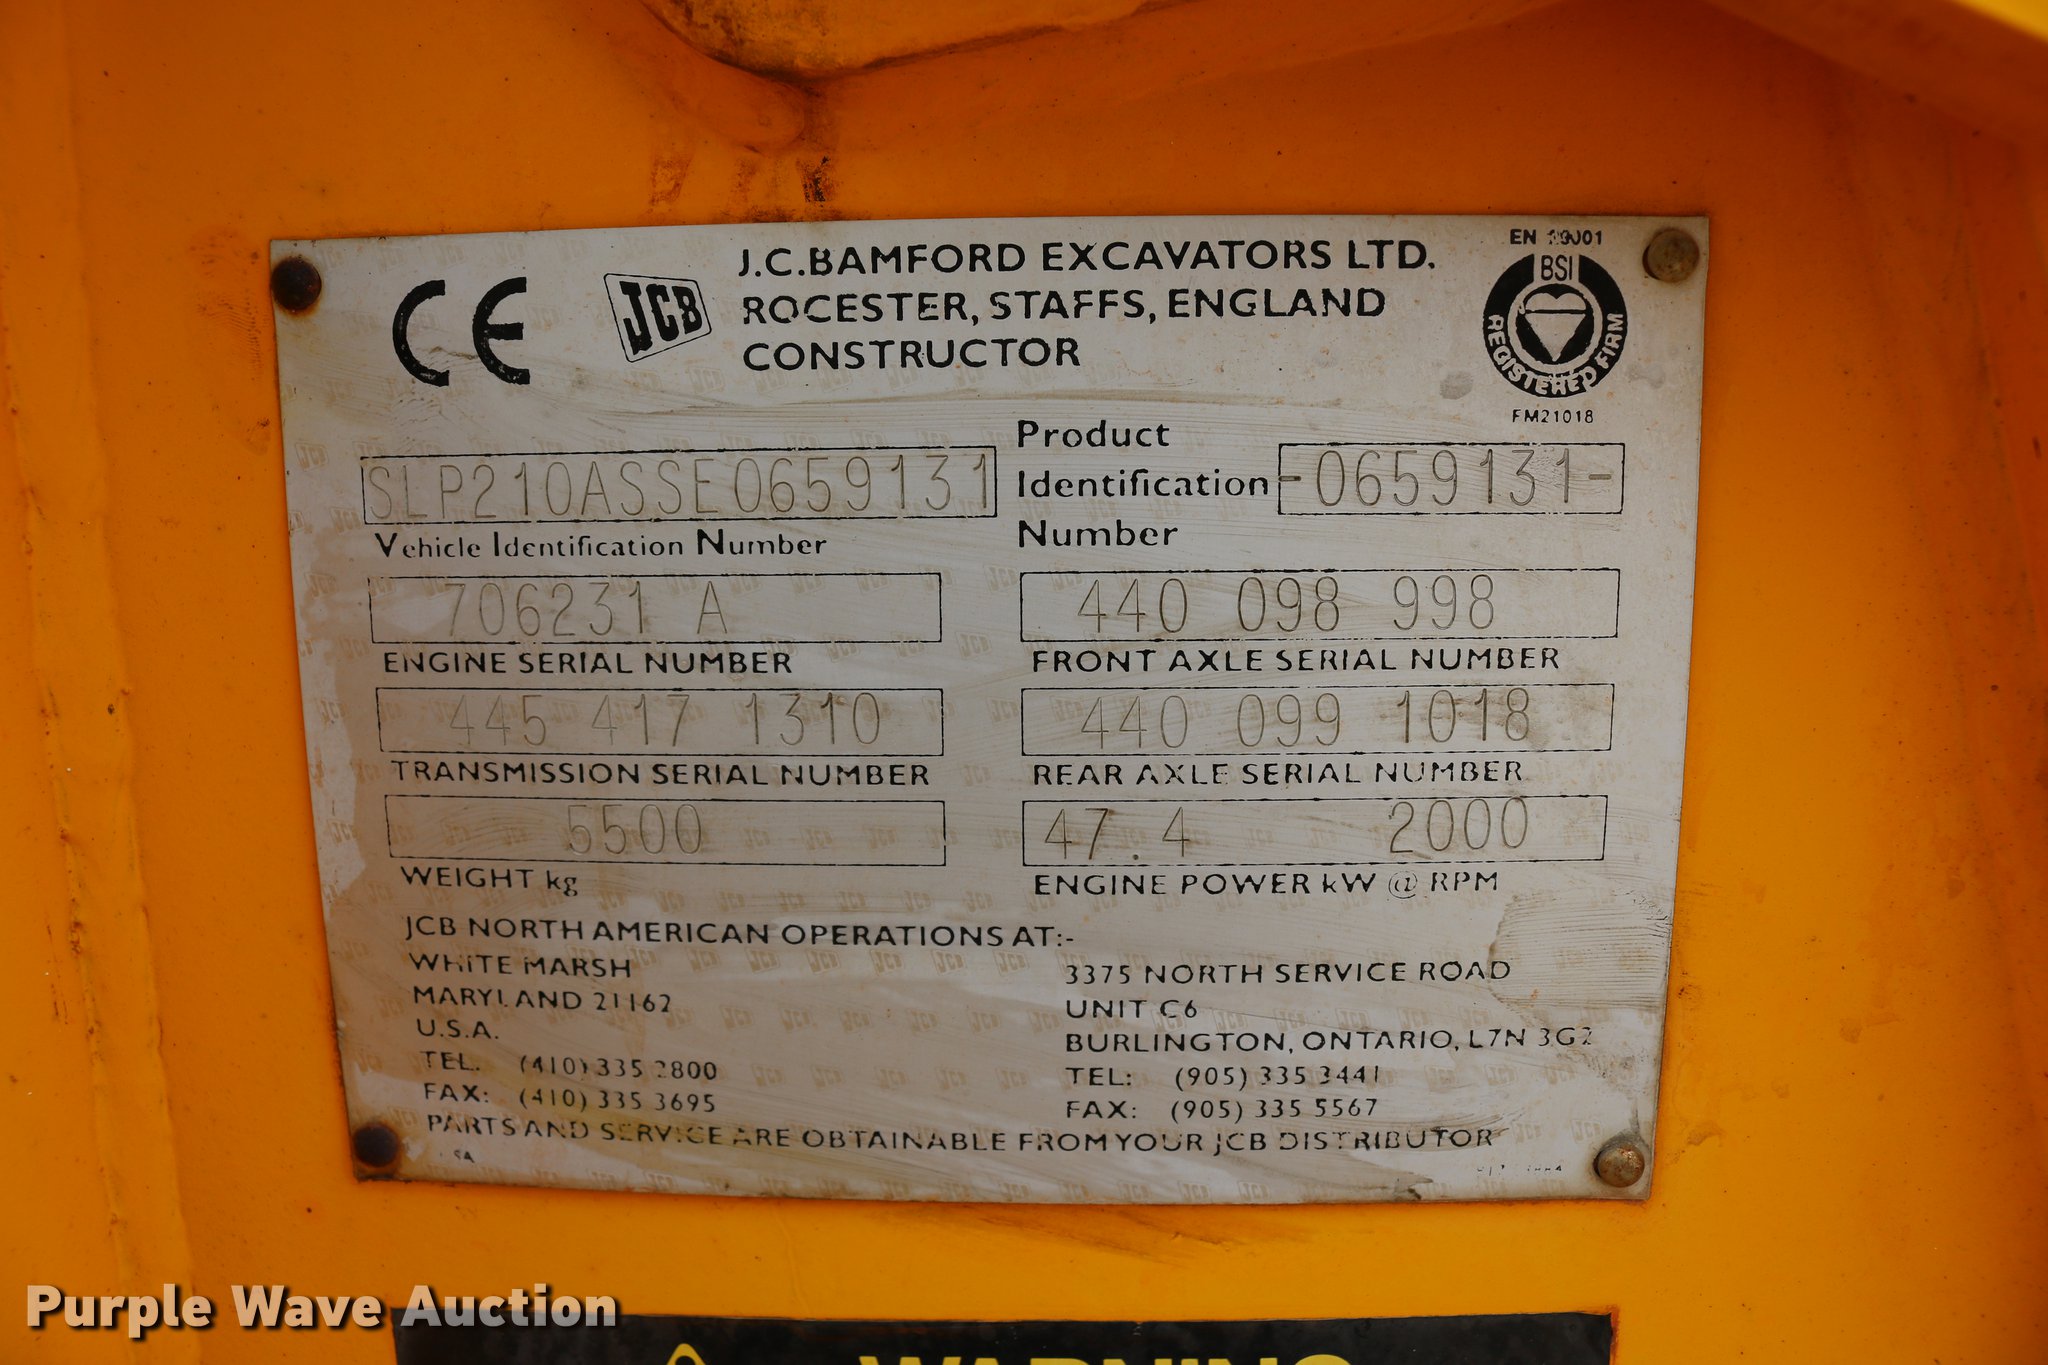 CE
JCB
J.C.BAMFORD EXCAVATORS LTD.
ROCESTER, STAFFS, ENGLAND
CONSTRUCTOR
EN 29001
BSI
REGISTERED FIRM
FM21018
SLP210ASSE0659131
Vehicle Identification Number
Product
Identification
Number
-0659131-
706231 A
ENGINE SERIAL NUMBER
440 098 998
FRONT AXLE SERIAL NUMBER
445 417 1310
TRANSMISSION SERIAL NUMBER
440 099 1018
REAR AXLE SERIAL NUMBER
5500
WEIGHT kg
47.4 2000
ENGINE POWER kW @ RPM
JCB NORTH AMERICAN OPERATIONS AT:-
WHITE MARSH
MARYLAND 21162
U.S.A.
TEL: (410) 335 2800
FAX: (410) 335 3695
3375 NORTH SERVICE ROAD
UNIT C6
BURLINGTON, ONTARIO, L7N 3G2
TEL: (905) 335 3441
FAX: (905) 335 5567
PARTS AND SERVICE ARE OBTAINABLE FROM YOUR JCB DISTRIBUTOR
Purple Wave Auction
WARNING